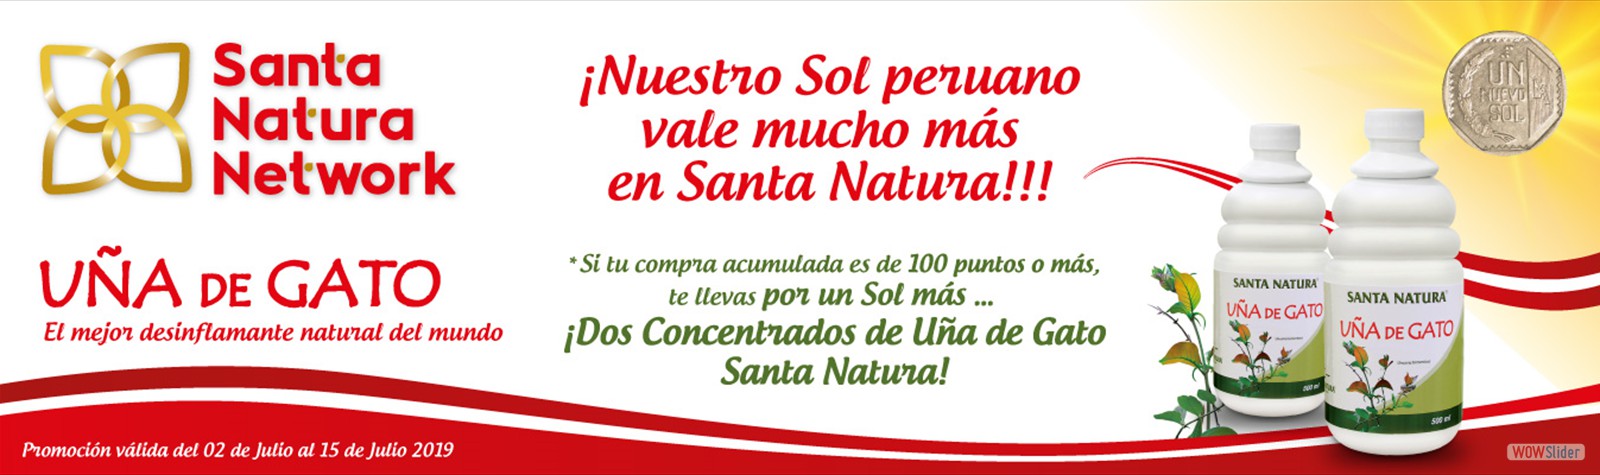 Santa
Natura
Network
UÑA DE GATO
El mejor desinflamante natural del mundo
¡Nuestro Sol peruano
vale mucho más
en Santa Natura!!!
*Si tu compra acumulada es de 100 puntos o más,
te llevas por un Sol más ...
¡Dos Concentrados de Uña de Gato
Santa Natura!
UN
NUEVO
SOL
SANTA NATURA®
UÑA DE GATO
500 ml
SANTA NATURA®
UÑA DE GATO
500 ml
Promoción válida del 02 de Julio al 15 de Julio 2019
WOWSlider